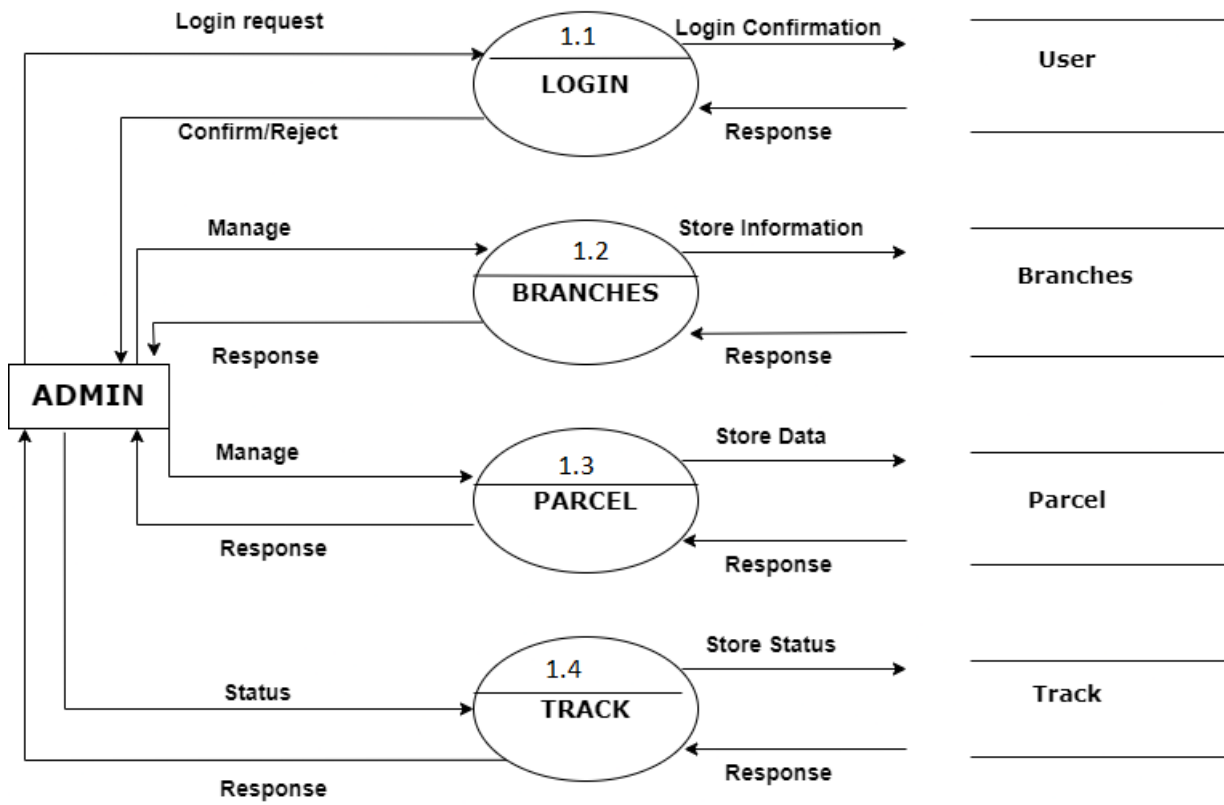 Login request
1.1
LOGIN
Login Confirmation
User
Confirm/Reject
Response
Manage
1.2
BRANCHES
Store Information
Branches
Response
Response
ADMIN
Manage
1.3
PARCEL
Store Data
Parcel
Response
Response
Status
1.4
TRACK
Store Status
Track
Response
Response